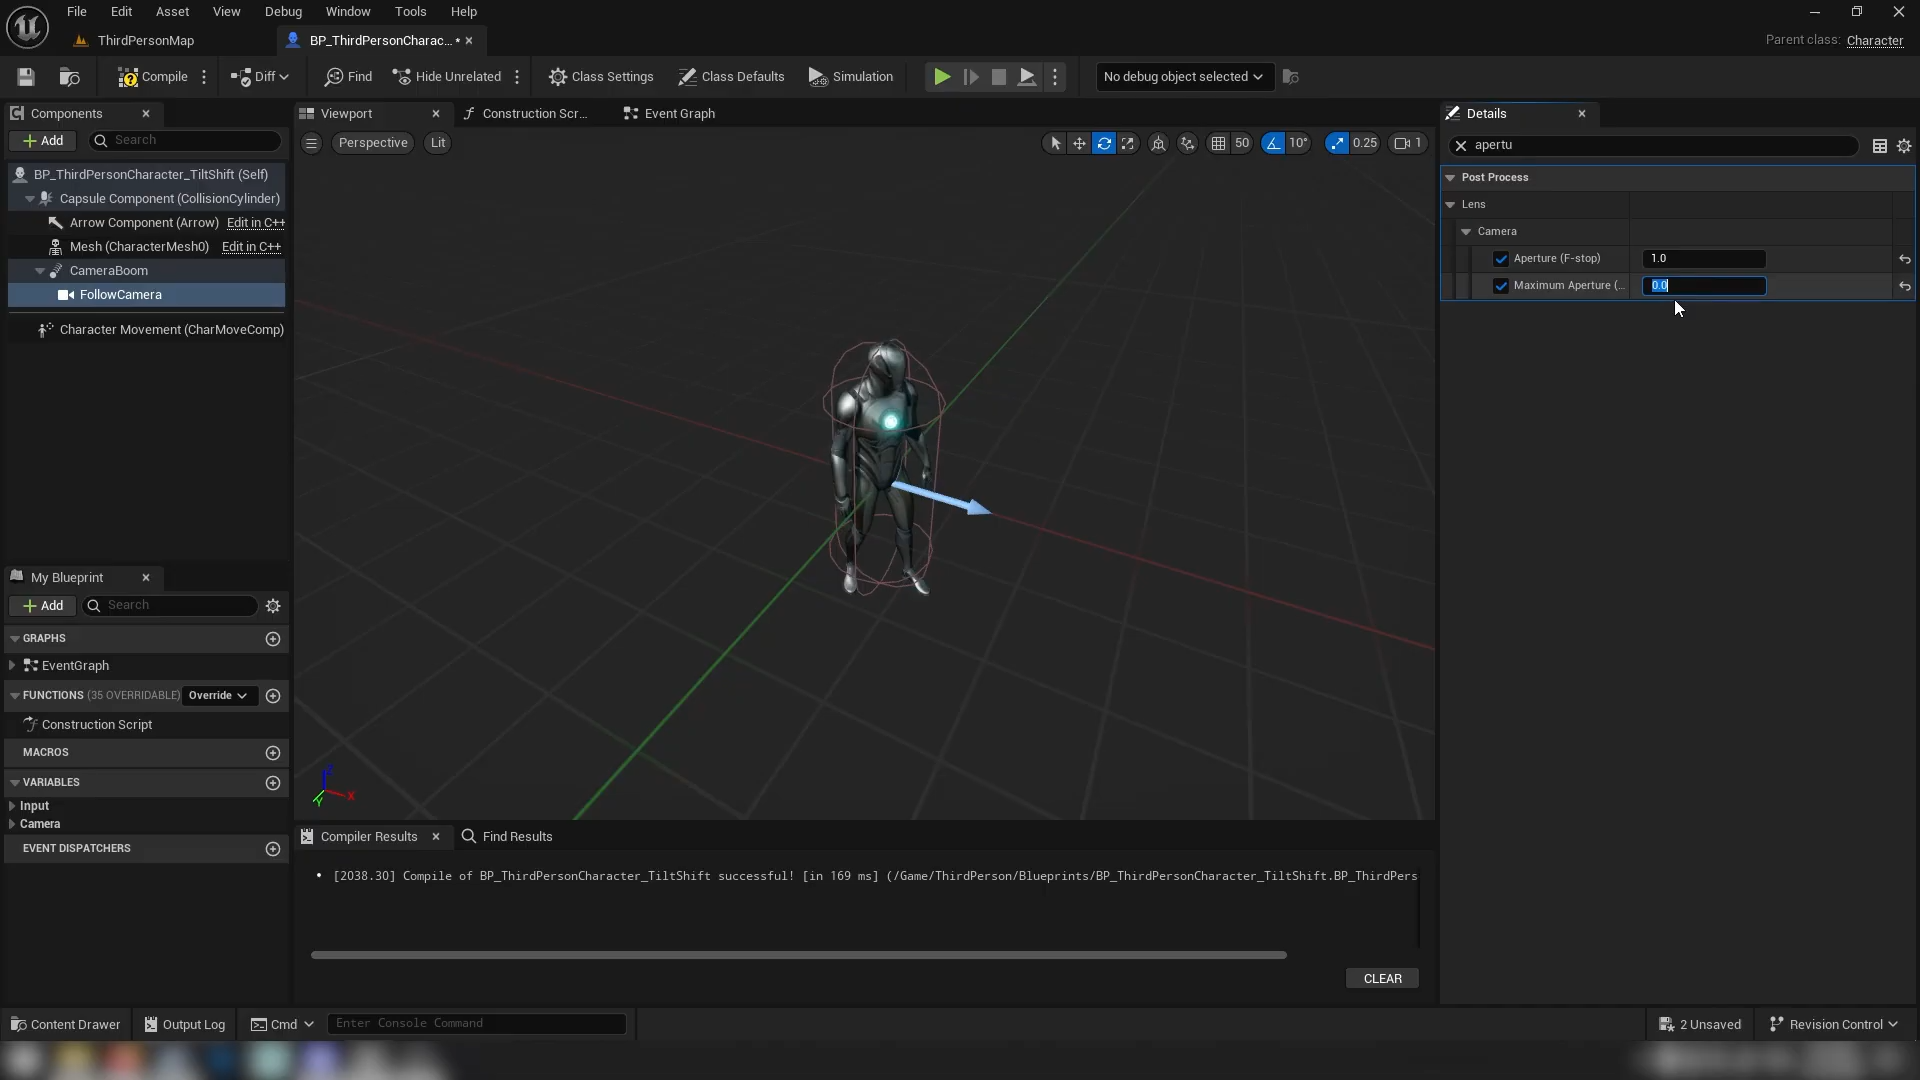 File Edit Asset View Debug Window Tools Help
ThirdPersonMap
BP_ThirdPersonCharac... •
Parent class: Character
Compile
Diff
Find
Hide Unrelated
Class Settings
Class Defaults
Simulation
No debug object selected
Components
Add
Search
BP_ThirdPersonCharacter_TiltShift (Self)
Capsule Component (CollisionCylinder)
Arrow Component (Arrow) Edit in C++
Mesh (CharacterMesh0) Edit in C++
CameraBoom
FollowCamera
Character Movement (CharMoveComp)
My Blueprint
Add
Search
GRAPHS
EventGraph
FUNCTIONS (35 OVERRIDABLE) Override
Construction Script
MACROS
VARIABLES
Input
Camera
EVENT DISPATCHERS
Viewport
Construction Scr...
Event Graph
Perspective
Lit
50
10°
0.25
1
Z
X
Y
Compiler Results
Find Results
• [2038.30] Compile of BP_ThirdPersonCharacter_TiltShift successful! [in 169 ms] (/Game/ThirdPerson/Blueprints/BP_ThirdPersonCharacter_TiltShift.BP_ThirdPers
CLEAR
Details
apertu
Post Process
Lens
Camera
Aperture (F-stop) 1.0
Maximum Aperture (... 0.0
Content Drawer
Output Log
Cmd
Enter Console Command
2 Unsaved
Revision Control